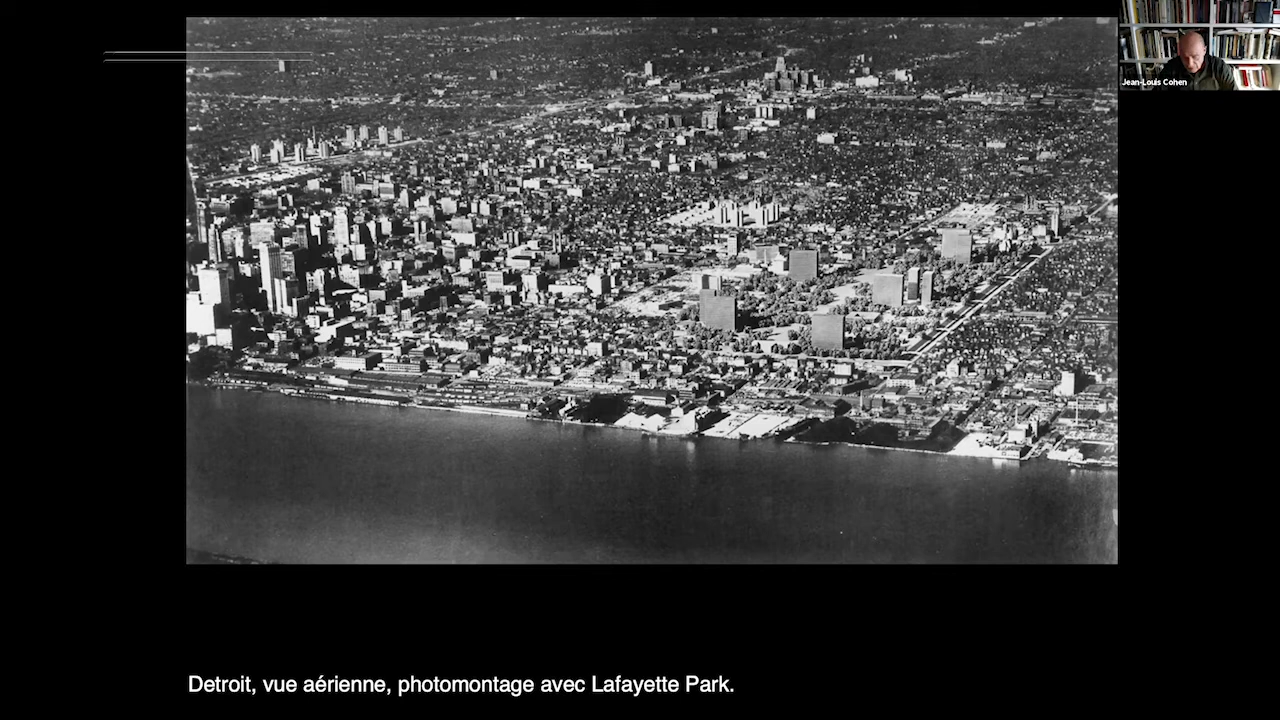 Jean-Louis Cohen
Detroit, vue aérienne, photomontage avec Lafayette Park.